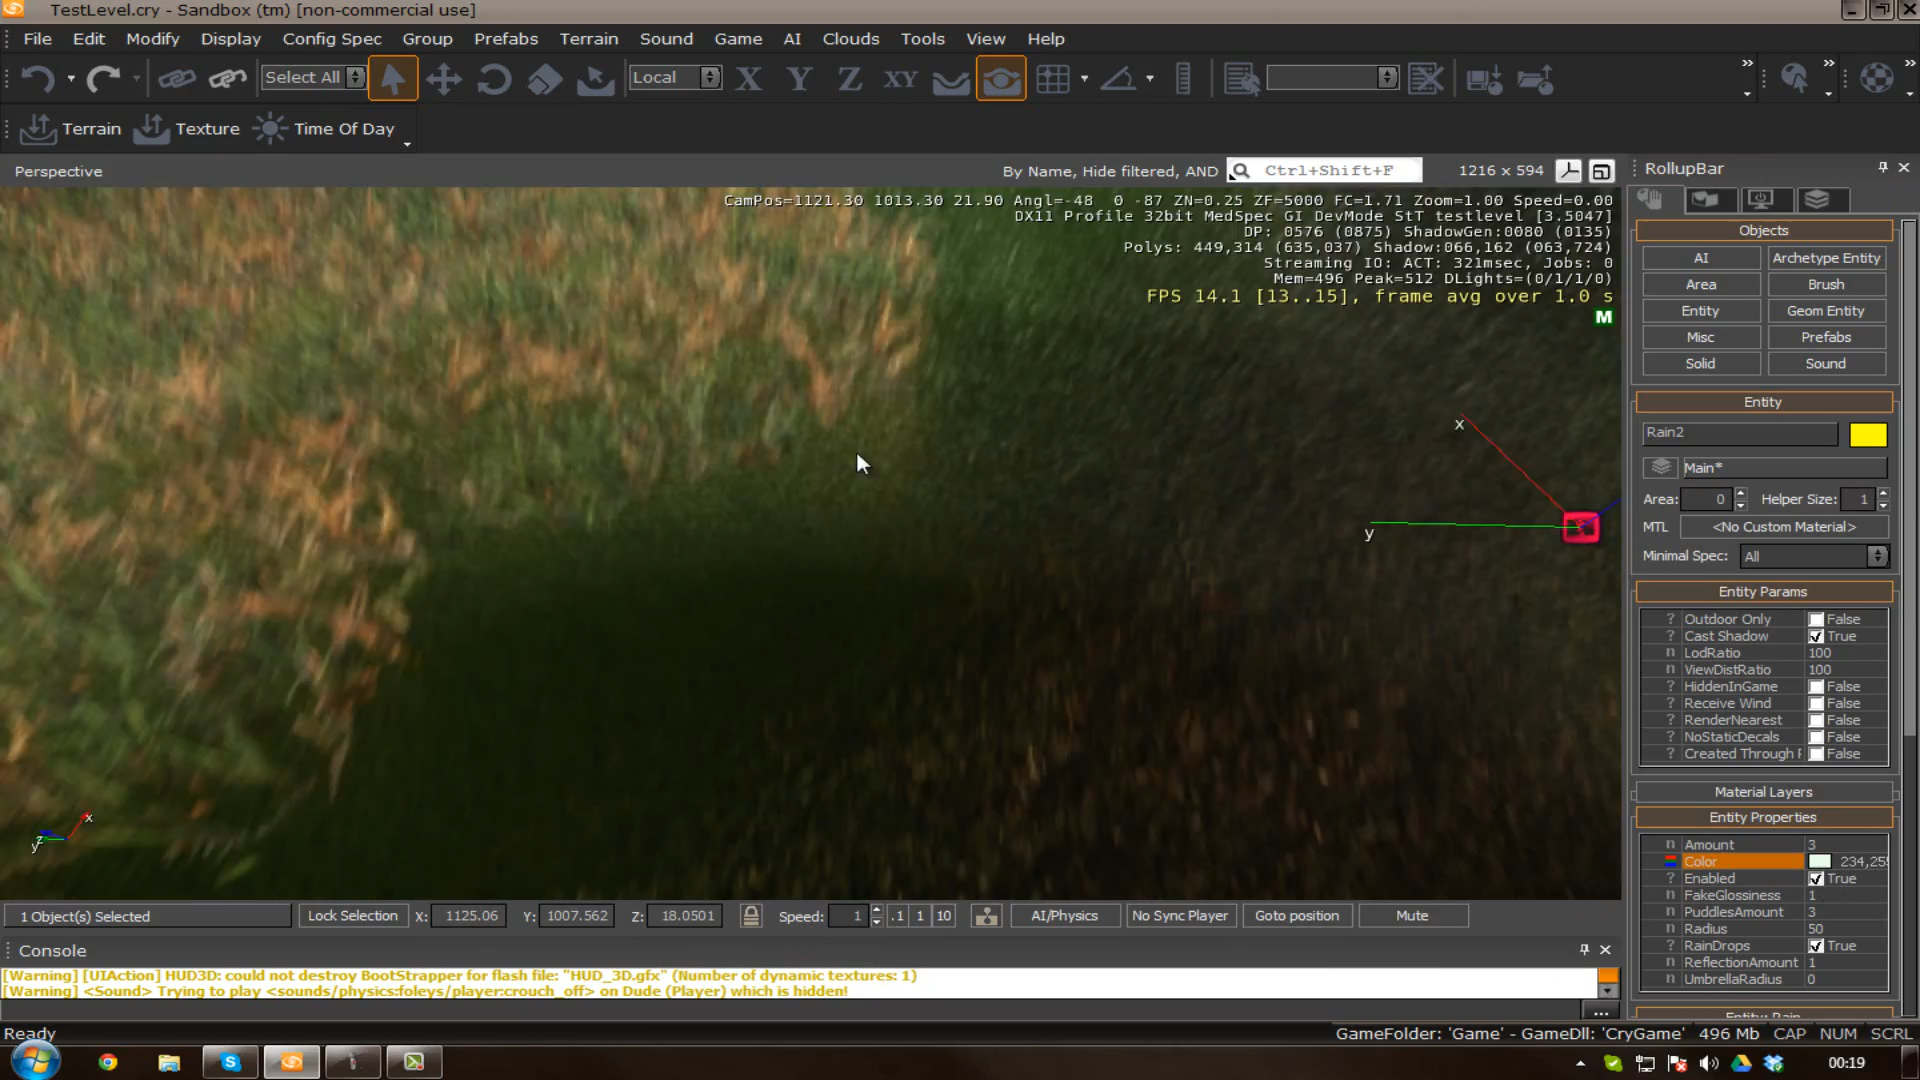 TestLevel.cry - Sandbox (tm) [non-commercial use]
File Edit Modify Display Config Spec Group Prefabs Terrain Sound Game AI Clouds Tools View Help
Select All Local X Y Z XY
Terrain Texture Time Of Day
Perspective By Name, Hide filtered, AND Ctrl+Shift+F 1216 x 594
CamPos=1121.30 1013.30 21.90 Angl=-48 0 -87 ZN=0.25 ZF=5000 FC=1.71 Zoom=1.00 Speed=0.00
DX11 Profile 32bit MedSpec GI DevMode StT testlevel [3.5047]
DP: 0576 (0875) ShadowGen:0080 (0135)
Polys: 449,314 (635,037) Shadow:066,162 (063,724)
Streaming IO: ACT: 321msec, Jobs: 0
Mem=496 Peak=512 DLights=(0/1/1/0)
FPS 14.1 [13..15], frame avg over 1.0 s
M
x
y
x
z
y
RollupBar
Objects
AI Archetype Entity
Area Brush
Entity Geom Entity
Misc Prefabs
Solid Sound
Entity
Rain2
Main*
Area: 0 Helper Size: 1
MTL <No Custom Material>
Minimal Spec: All
Entity Params
? Outdoor Only False
? Cast Shadow True
n LodRatio 100
n ViewDistRatio 100
? HiddenInGame False
? Receive Wind False
? RenderNearest False
? NoStaticDecals False
? Created Through False
Material Layers
Entity Properties
n Amount 3
Color 234,25
? Enabled True
n FakeGlossiness 1
n PuddlesAmount 3
n Radius 50
? RainDrops True
n ReflectionAmount 1
n UmbrellaRadius 0
Entity: Rain
1 Object(s) Selected Lock Selection X: 1125.06 Y: 1007.562 Z: 18.0501 Speed: 1 .1 1 10 AI/Physics No Sync Player Goto position Mute
Console
[Warning] [UIAction] HUD3D: could not destroy BootStrapper for flash file: "HUD_3D.gfx" (Number of dynamic textures: 1)
[Warning] <Sound> Trying to play <sounds/physics:foleys/player:crouch_off> on Dude (Player) which is hidden!
...
Ready GameFolder: 'Game' - GameDll: 'CryGame' 496 Mb CAP NUM SCRL
00:19